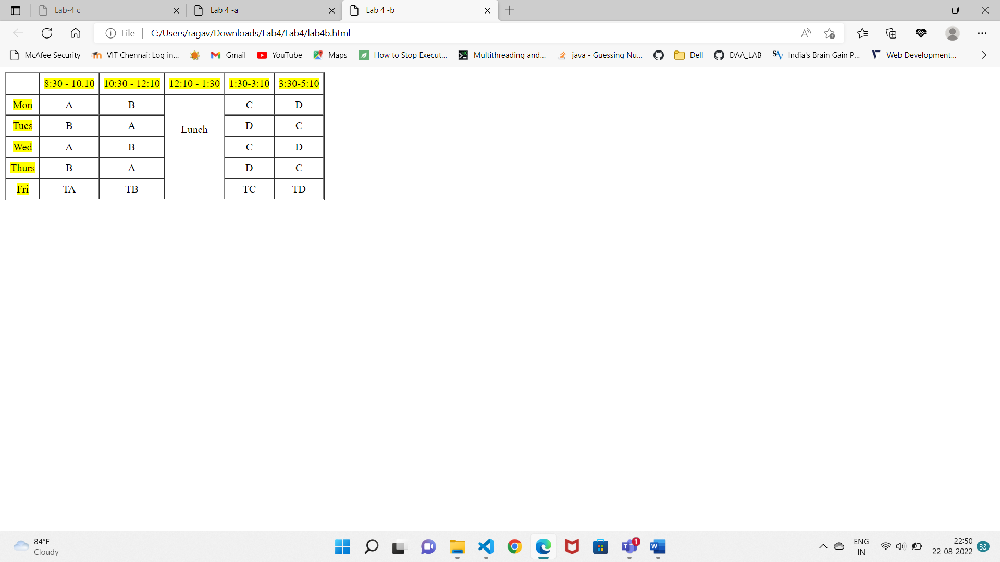 Lab-4 c
Lab 4 -a
Lab 4 -b
File
C:/Users/ragav/Downloads/Lab4/Lab4/lab4b.html
McAfee Security
VIT Chennai: Log in...
Gmail
YouTube
Maps
How to Stop Execut...
Multithreading and...
java - Guessing Nu...
Dell
DAA_LAB
India's Brain Gain P...
Web Development...
8:30 - 10.10 10:30 - 12:10 12:10 - 1:30 1:30-3:10 3:30-5:10
Mon A B C D
Tues B A Lunch D C
Wed A B C D
Thurs B A D C
Fri TA TB TC TD
84°F
Cloudy
1
ENG
IN
22:50
22-08-2022
33